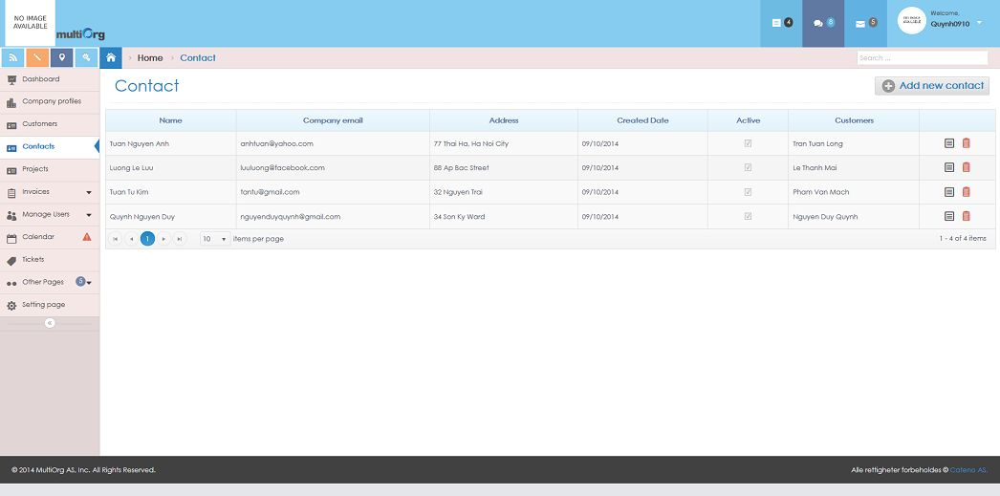 NO IMAGE
AVAILABLE
multiOrg
4
8
5
Welcome,
Quynh0910
Home
Contact
Search ...
Dashboard
Company profiles
Customers
Contacts
Projects
Invoices
Manage Users
Calendar
Tickets
Other Pages 5
Setting page
Contact
Add new contact
Name Company email Address Created Date Active Customers
Tuan Nguyen Anh anhtuan@yahoo.com 77 Thai Ha, Ha Noi City 09/10/2014 Tran Tuan Long
Luong Le Luu luuluong@facebook.com 88 Ap Bac Street 09/10/2014 Le Thanh Mai
Tuan Tu Kim tantu@gmail.com 32 Nguyen Trai 09/10/2014 Pham Van Mach
Quynh Nguyen Duy nguyenduyquynh@gmail.com 34 Son Ky Ward 09/10/2014 Nguyen Duy Quynh
1 10 items per page 1 - 4 of 4 items
© 2014 MultiOrg AS, Inc. All Rights Reserved.
Alle rettigheter forbeholdes © Catena AS.